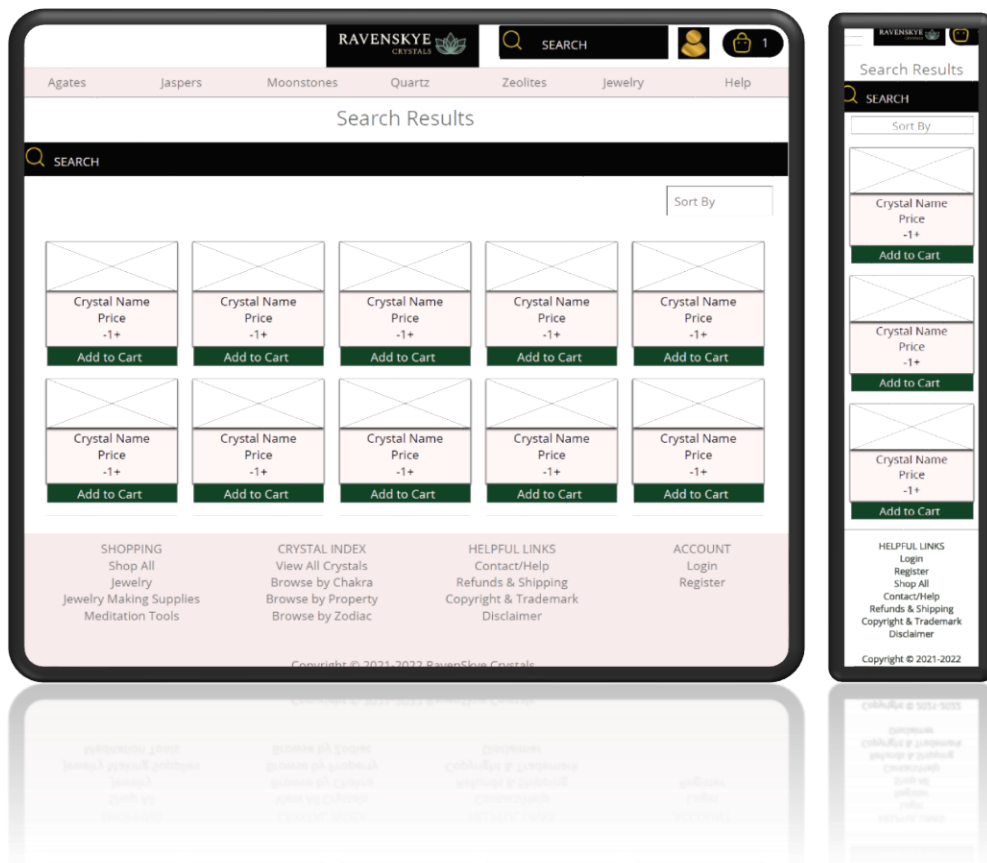 RAVENSKYE
CRYSTALS
SEARCH
1
Agates Jaspers Moonstones Quartz Zeolites Jewelry Help
Search Results
SEARCH
Sort By
Crystal Name Crystal Name Crystal Name Crystal Name Crystal Name
Price Price Price Price Price
-1+ -1+ -1+ -1+ -1+
Add to Cart Add to Cart Add to Cart Add to Cart Add to Cart
Crystal Name Crystal Name Crystal Name Crystal Name Crystal Name
Price Price Price Price Price
-1+ -1+ -1+ -1+ -1+
Add to Cart Add to Cart Add to Cart Add to Cart Add to Cart
SHOPPING CRYSTAL INDEX HELPFUL LINKS ACCOUNT
Shop All View All Crystals Contact/Help Login
Jewelry Browse by Chakra Refunds & Shipping Register
Jewelry Making Supplies Browse by Property Copyright & Trademark
Meditation Tools Browse by Zodiac Disclaimer
Copyright © 2021-2022 RavenSkye Crystals
RAVENSKYE
CRYSTALS
Search Results
SEARCH
Sort By
Crystal Name
Price
-1+
Add to Cart
Crystal Name
Price
-1+
Add to Cart
Crystal Name
Price
-1+
Add to Cart
HELPFUL LINKS
Login
Register
Shop All
Contact/Help
Refunds & Shipping
Copyright & Trademark
Disclaimer
Copyright © 2021-2022